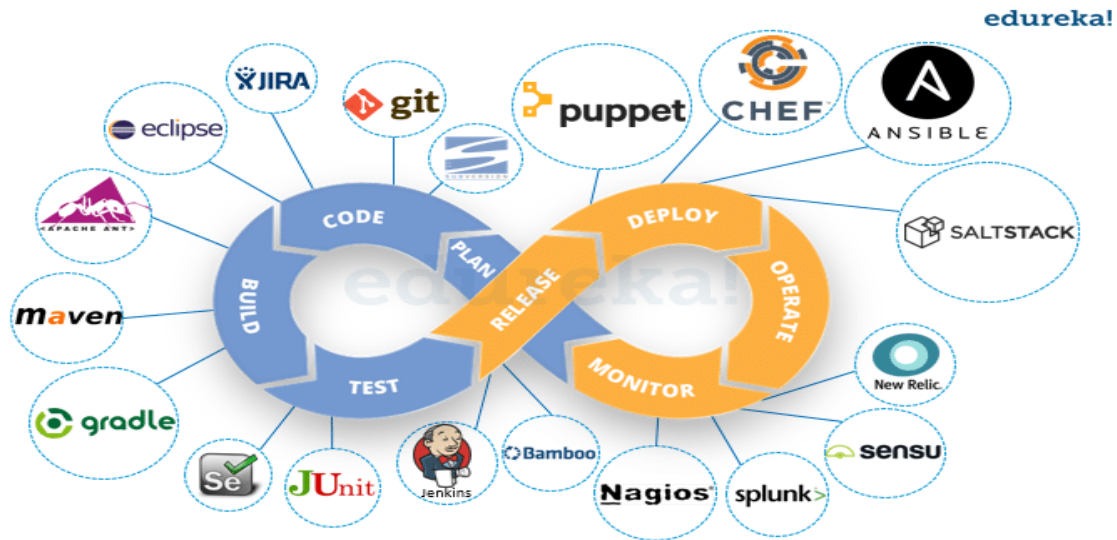 edureka!
JIRA
git
puppet
CHEF
ANSIBLE
eclipse
SUBVERSION
<APACHE ANT>
CODE
PLAN
RELEASE
DEPLOY
OPERATE
MONITOR
BUILD
TEST
edureka!
SALTSTACK
maven
New Relic.
gradle
Se
JUnit
Jenkins
Bamboo
Nagios®
splunk>
sensu